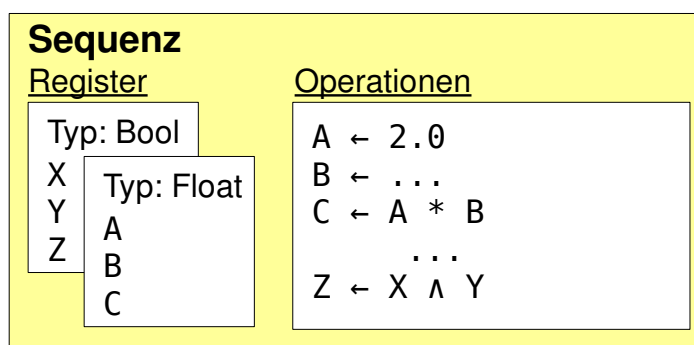 Sequenz
Register
Typ: Bool
X
Y
Z
Typ: Float
A
B
C
Operationen
A ← 2.0
B ← ...
C ← A * B
...
Z ← X ∧ Y